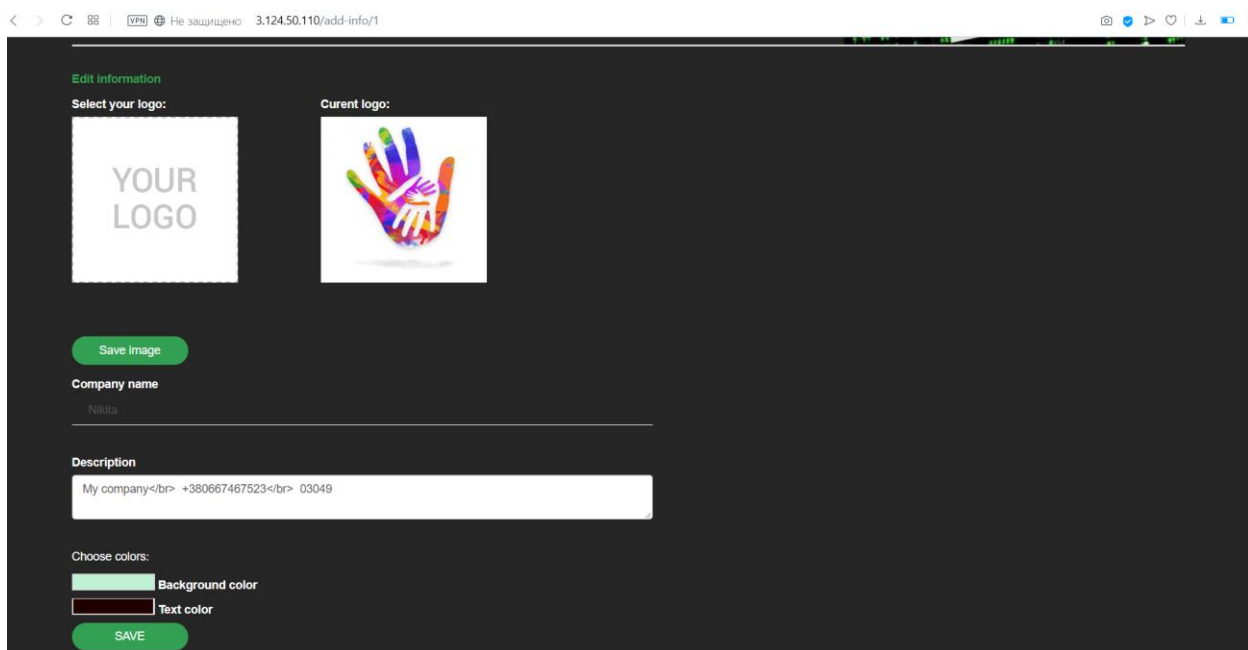 VPN Не защищено 3.124.50.110/add-info/1
Edit information
Select your logo: Curent logo:
YOUR
LOGO
Save image
Company name
Nikita
Description
My company</br> +380667467523</br> 03049
Choose colors:
Background color
Text color
SAVE